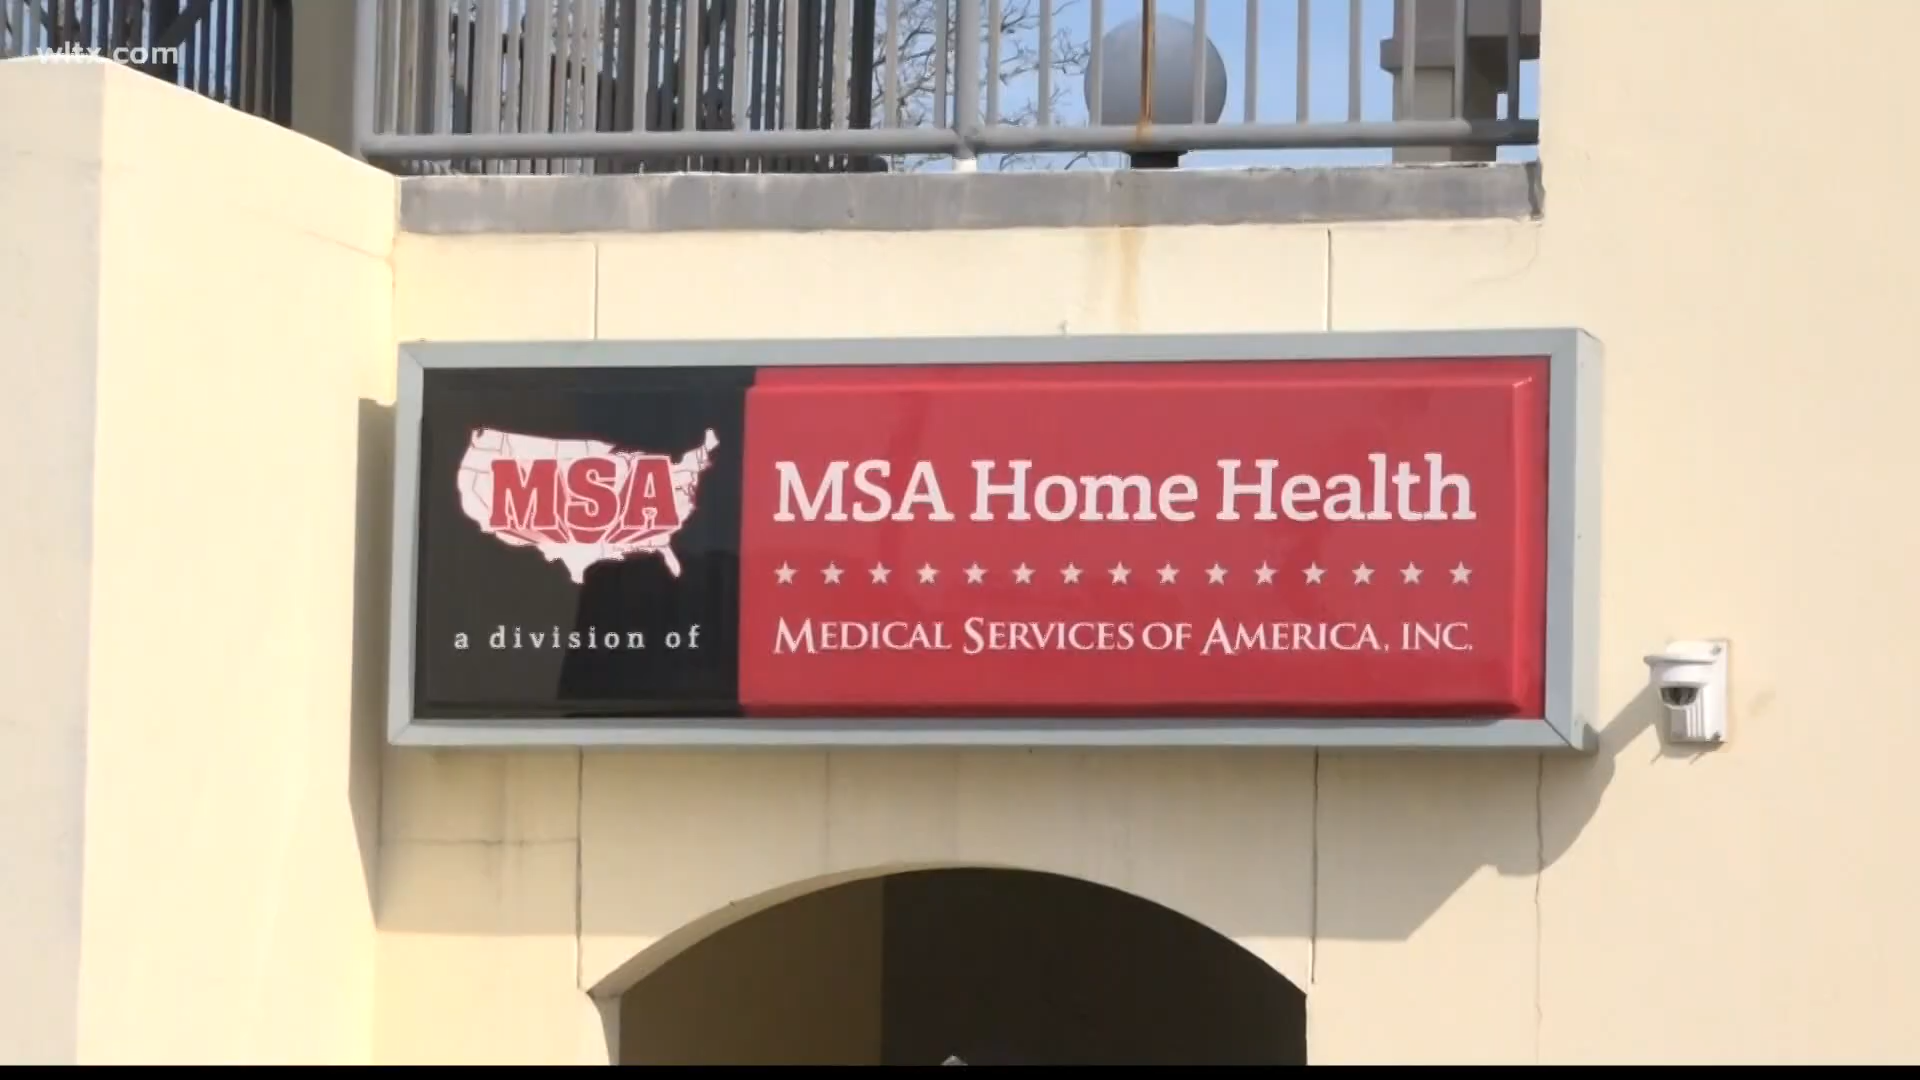 wltx.com
MSA
MSA Home Health
a division of
MEDICAL SERVICES OF AMERICA, INC.